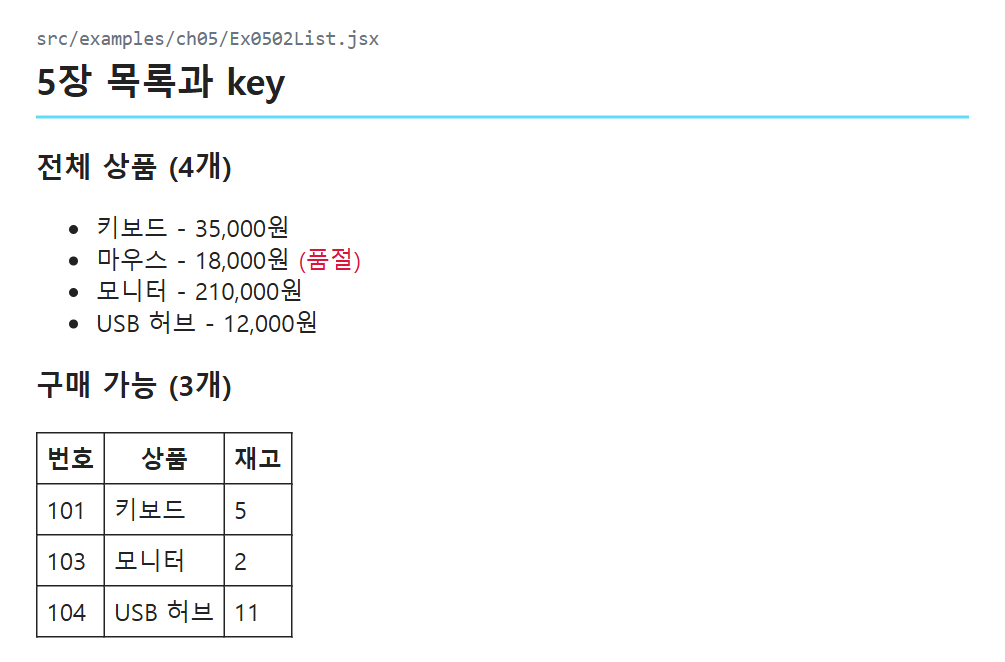 src/examples/ch05/Ex0502List.jsx
5장 목록과 key
전체 상품 (4개)
키보드 - 35,000원
마우스 - 18,000원 (품절)
모니터 - 210,000원
USB 허브 - 12,000원
구매 가능 (3개)
번호 상품 재고
101 키보드 5
103 모니터 2
104 USB 허브 11